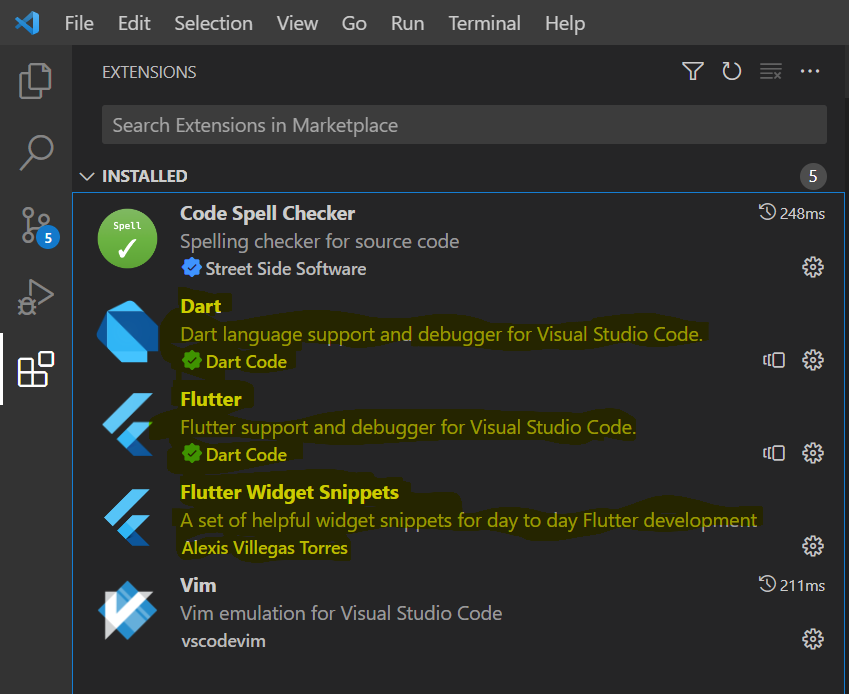 File Edit Selection View Go Run Terminal Help
EXTENSIONS
Search Extensions in Marketplace
INSTALLED 5
Spell
Code Spell Checker 248ms
Spelling checker for source code
Street Side Software
5
Dart
Dart language support and debugger for Visual Studio Code.
Dart Code
Flutter
Flutter support and debugger for Visual Studio Code.
Dart Code
Flutter Widget Snippets
A set of helpful widget snippets for day to day Flutter development
Alexis Villegas Torres
Vim 211ms
Vim emulation for Visual Studio Code
vscodevim